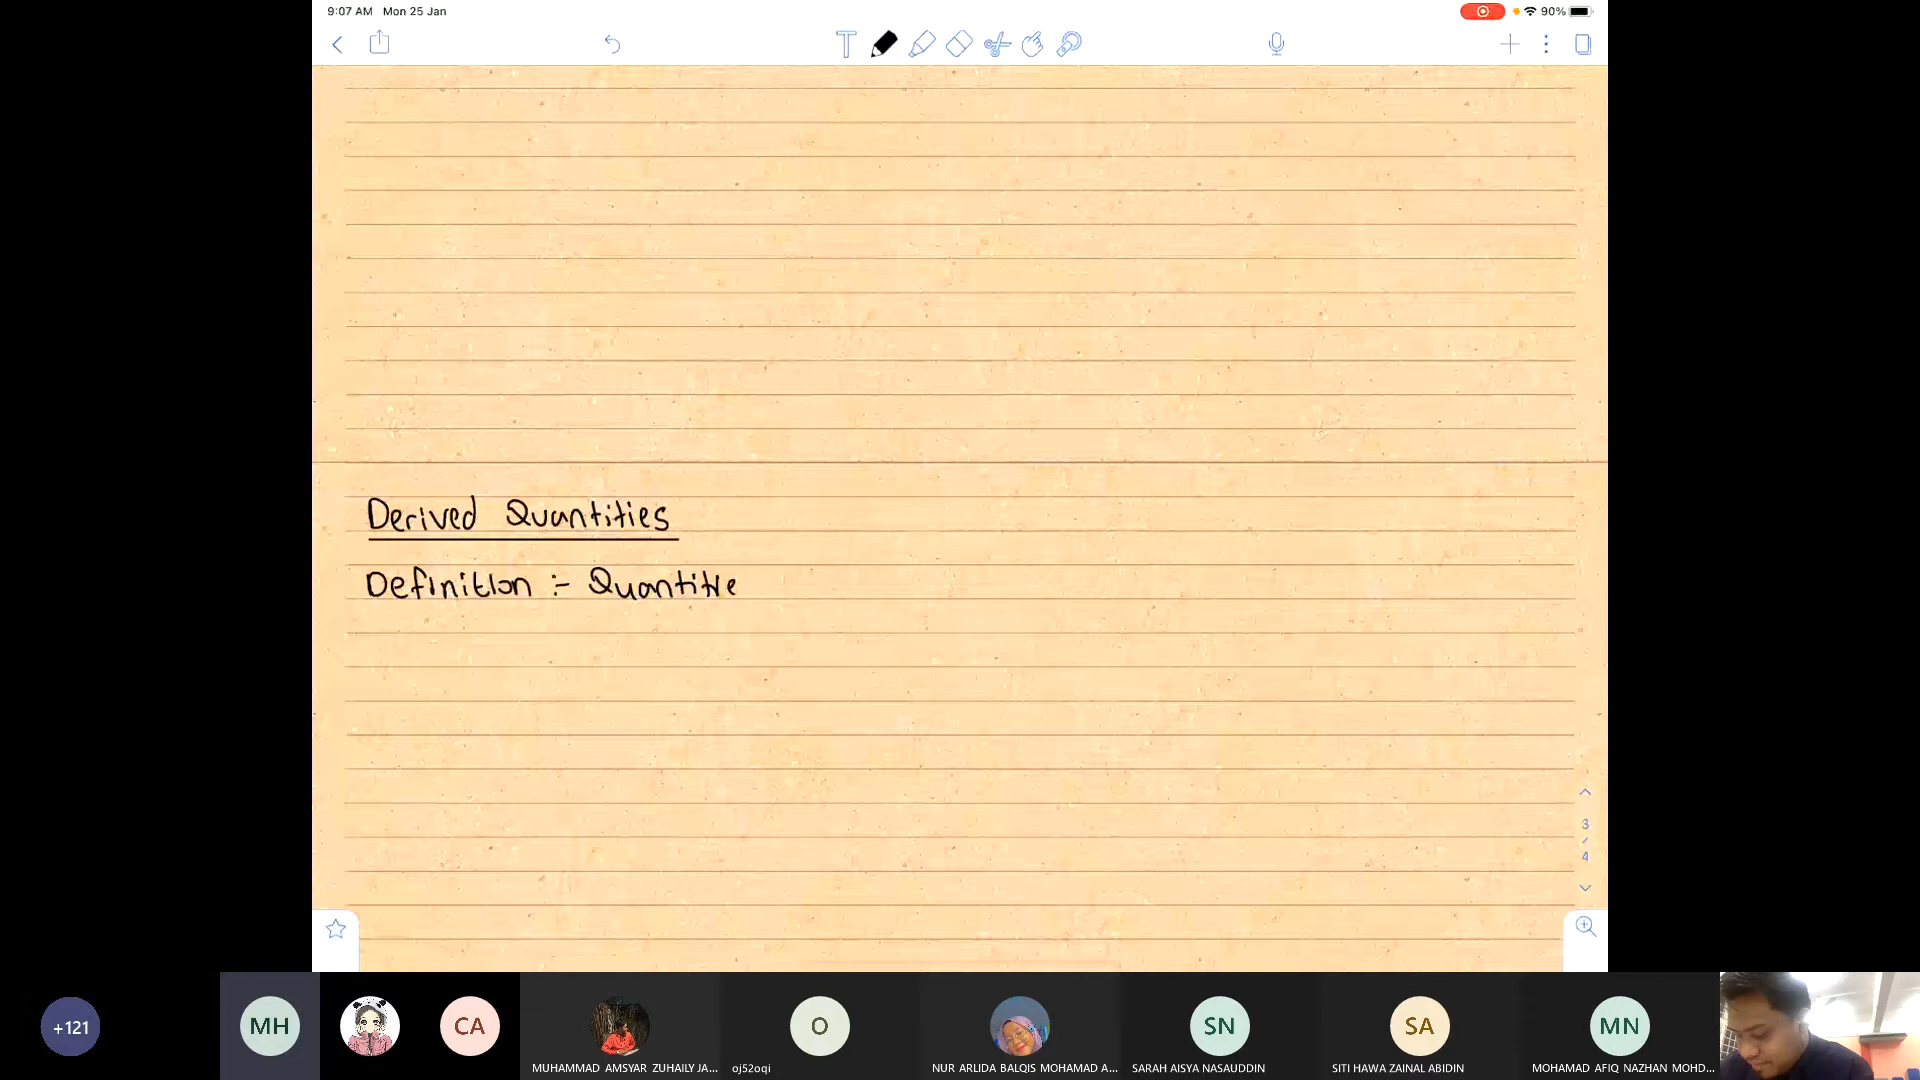 9:07 AM Mon 25 Jan
90%
T
Derived Quantities
Definition :- Quantitie
3
/
4
+121
MH
CA
MUHAMMAD AMSYAR ZUHAILY JA...
O
oj52oqi
NUR ARLIDA BALQIS MOHAMAD A...
SN
SARAH AISYA NASAUDDIN
SA
SITI HAWA ZAINAL ABIDIN
MN
MOHAMAD AFIQ NAZHAN MOHD...